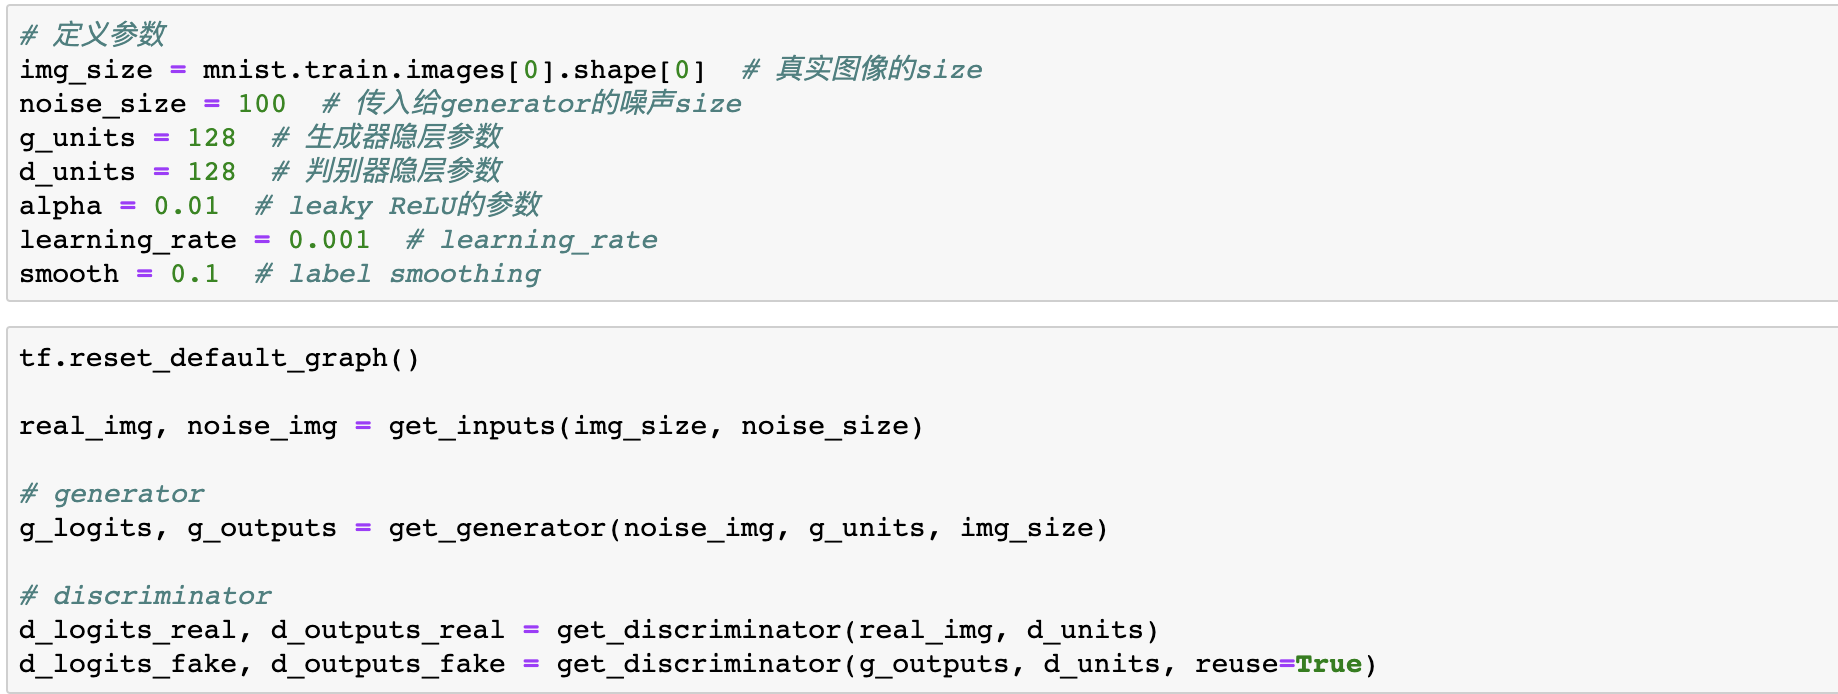 # 定义参数
img_size = mnist.train.images[0].shape[0]  # 真实图像的size
noise_size = 100  # 传入给generator的噪声size
g_units = 128  # 生成器隐层参数
d_units = 128  # 判别器隐层参数
alpha = 0.01  # leaky ReLU的参数
learning_rate = 0.001  # learning_rate
smooth = 0.1  # label smoothing
tf.reset_default_graph()
real_img, noise_img = get_inputs(img_size, noise_size)
# generator
g_logits, g_outputs = get_generator(noise_img, g_units, img_size)
# discriminator
d_logits_real, d_outputs_real = get_discriminator(real_img, d_units)
d_logits_fake, d_outputs_fake = get_discriminator(g_outputs, d_units, reuse=True)